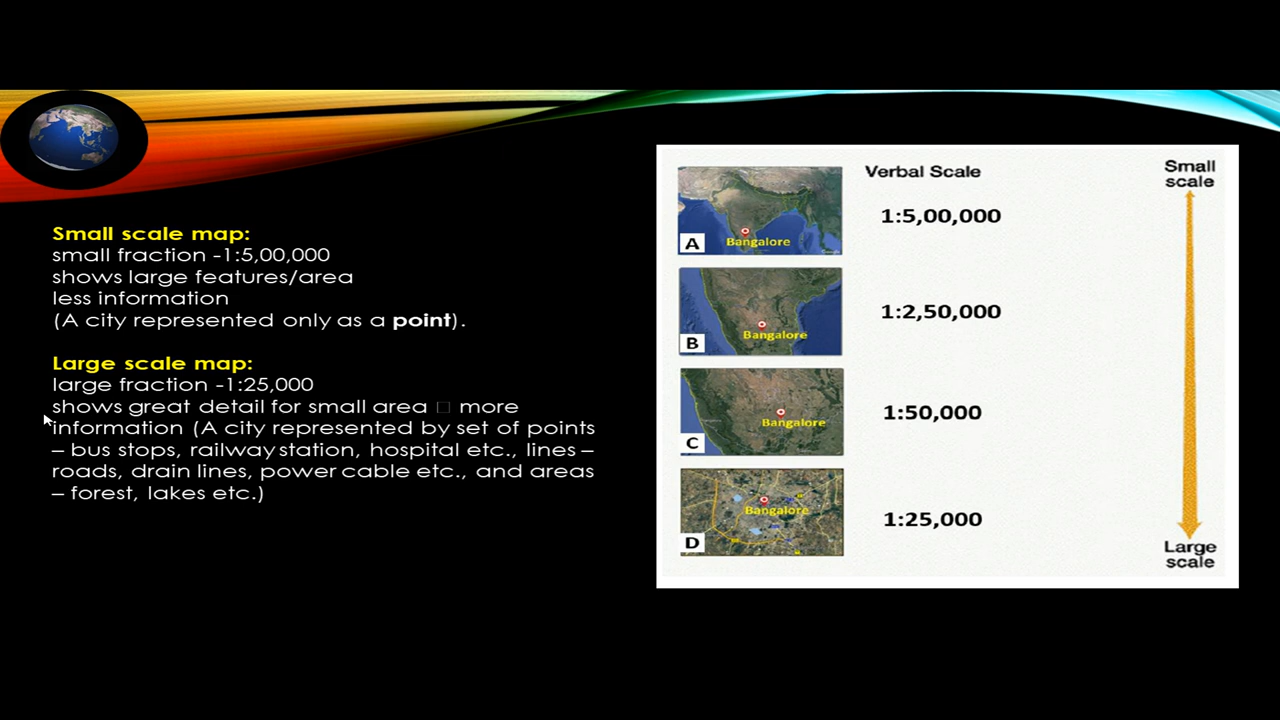 Small scale map:
small fraction -1:5,00,000
shows large features/area
less information
(A city represented only as a point).
Large scale map:
large fraction -1:25,000
shows great detail for small area □ more
information (A city represented by set of points
– bus stops, railway station, hospital etc., lines –
roads, drain lines, power cable etc., and areas
– forest, lakes etc.)
Verbal Scale
Small
scale
A
Bangalore
1:5,00,000
B
Bangalore
1:2,50,000
C
Bangalore
1:50,000
D
Bangalore
1:25,000
Large
scale